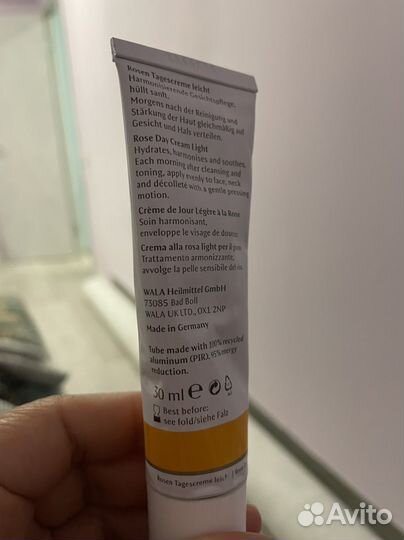 Rosen Tagescreme leicht
Harmonisierende Gesichtspflege,
hüllt sanft.
Morgens nach der Reinigung und
Stärkung der Haut gleichmäßig auf
Gesicht und Hals verteilen.
Rose Day Cream Light
Hydrates, harmonises and soothes.
Each morning after cleansing and
toning, apply evenly to face, neck
and décolleté with a gentle pressing
motion.
Crème de Jour Légère à la Rose
Soin harmonisant,
enveloppe le visage de
Crema alla rosa light per il
Trattamento armonizzante,
avvolge la pelle sensibile del
WALA Heilmittel GmbH
73085 Bad Boll
WALA UK LTD., OX1 2NP
Made in Germany
Tube made with 100% recycled
aluminum (PIR). 95% energy
reduction.
30 ml e
Best before:
see fold/siehe Falz
Rosen Tagescreme leicht
Avito